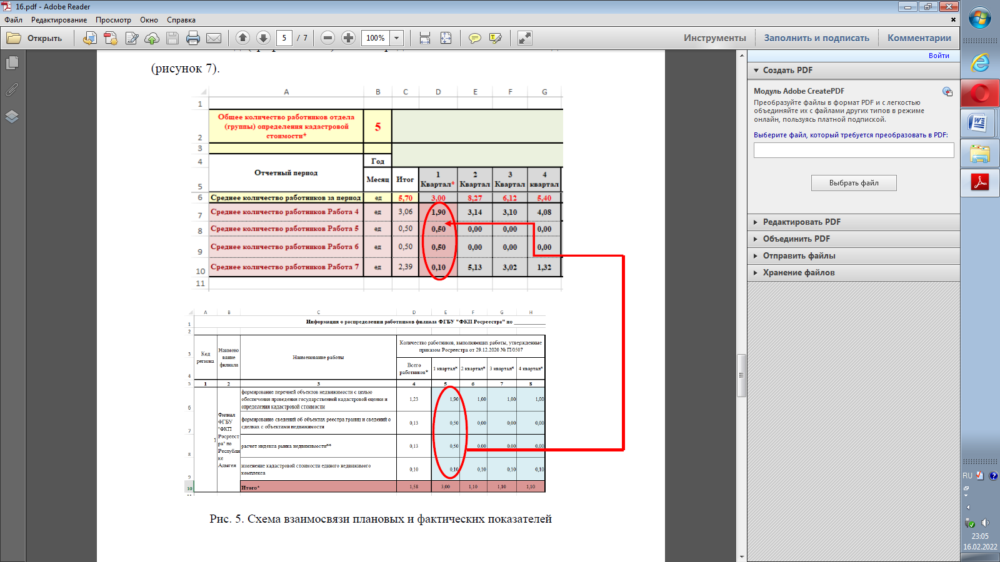 16.pdf - Adobe Reader
Файл Редактирование Просмотр Окно Справка
Открыть
5 / 7
100%
Инструменты
Заполнить и подписать
Комментарии
Войти
Создать PDF
Модуль Adobe CreatePDF
Преобразуйте файлы в формат PDF и с легкостью
объединяйте их с файлами других типов в режиме
онлайн, пользуясь платной подпиской.
Выберите файл, который требуется преобразовать в PDF:
Выбрать файл
Редактировать PDF
Объединить PDF
Отправить файлы
Хранение файлов
(рисунок 7).
A B C D E F G
1
Общее количество работников отдела
(группы) определения кадастровой
стоимости*
5
2
3
4
Год
Отчетный период
Месяц Итог
1 Квартал* 2 Квартал 3 Квартал 4 квартал
5
6 Среднее количество работников за период ед 5,70 3,00 8,27 6,12 5,40
7 Среднее количество работников Работа 4 ед 3,06 1,90 3,14 3,10 4,08
8 Среднее количество работников Работа 5 ед 0,50 0,50 0,00 0,00 0,00
9 Среднее количество работников Работа 6 ед 0,50 0,50 0,00 0,00 0,00
10 Среднее количество работников Работа 7 ед 2,39 0,10 5,13 3,02 1,32
11
A B C D E F G H
1 Информация о распределении работников филиала ФГБУ "ФКП Росреестра" по ____________
2
3
Код
региона
Наимено
вание
филиала
Наименование работы
Количество работников, выполняющих работы, утвержденные
приказом Росреестра от 29.12.2020 № П/0507
4
Всего
работников*
1 квартал* 2 квартал* 3 квартал* 4 квартал*
5 1 2 3 4 5 6 7 8
1
Филиал
ФГБУ
"ФКП
Росреест
ра" по
Республи
ке
Адыгея
формирование перечней объектов недвижимости с целью
обеспечения проведения государственной кадастровой оценки и
определения кадастровой стоимости
6 1,23 1,90 1,00 1,00 1,00
формирование сведений об объектах реестра границ и сведений о
сделках с объектами недвижимости
7 0,13 0,50 0,00 0,00 0,00
расчет индекса рынка недвижимости**
8 0,13 0,50 0,00 0,00 0,00
изменение кадастровой стоимости единого недвижимого
комплекса
9 0,10 0,10 0,10 0,10 0,10
10 Итого* 1,58 3,00 1,10 1,10 1,10
Рис. 5. Схема взаимосвязи плановых и фактических показателей
RU
23:05
16.02.2022